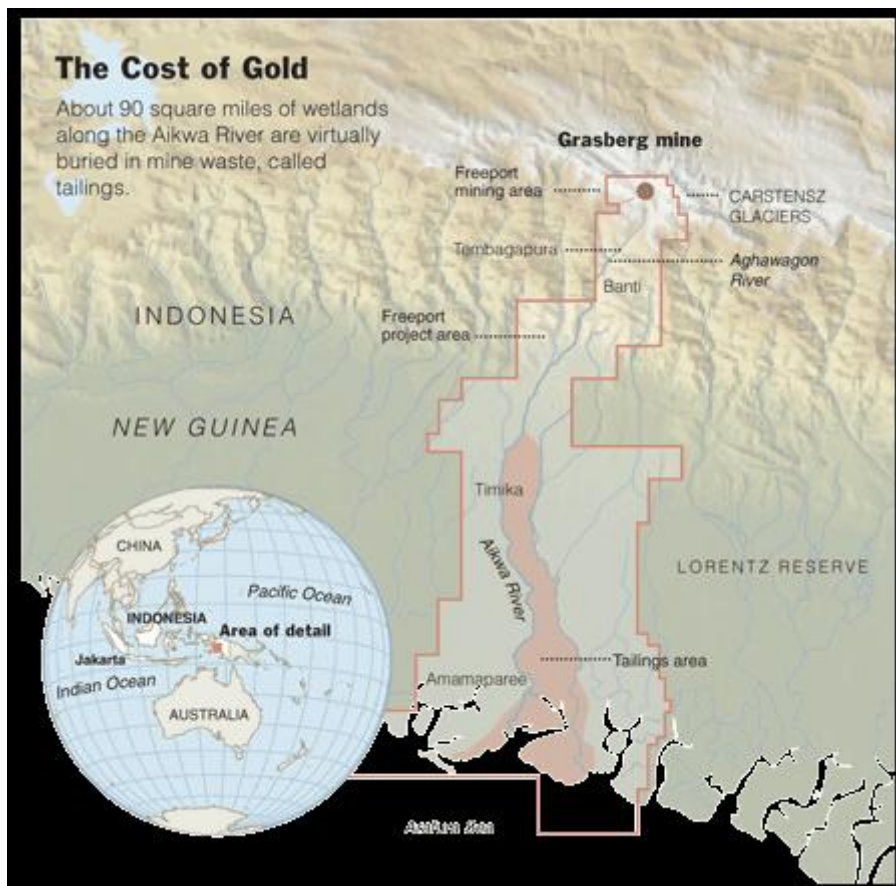 The Cost of Gold
About 90 square miles of wetlands
along the Aikwa River are virtually
buried in mine waste, called
tailings.
Grasberg mine
Freeport
mining area
CARSTENSZ
GLACIERS
Tembagapura
Aghawagon
River
Banti
INDONESIA
Freeport
project area
NEW GUINEA
Timika
Aikwa River
LORENTZ RESERVE
Tailings area
Amamaparee
CHINA
Pacific Ocean
INDONESIA
Area of detail
Jakarta
Indian Ocean
AUSTRALIA
Sea